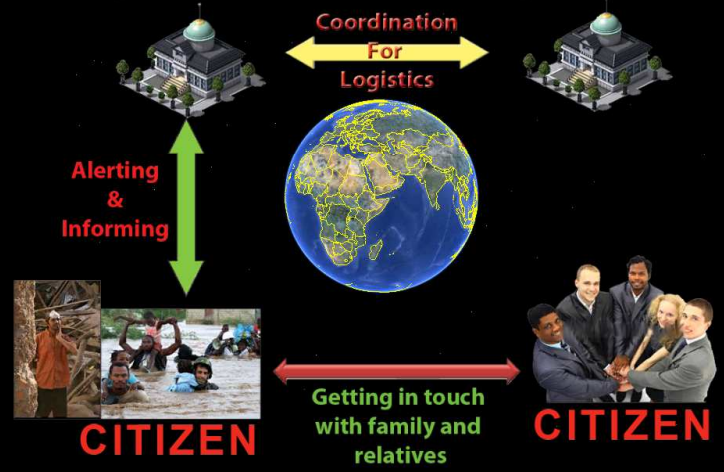 Coordination
For
Logistics
Alerting
&
Informing
Getting in touch
with family and
relatives
CITIZEN
CITIZEN